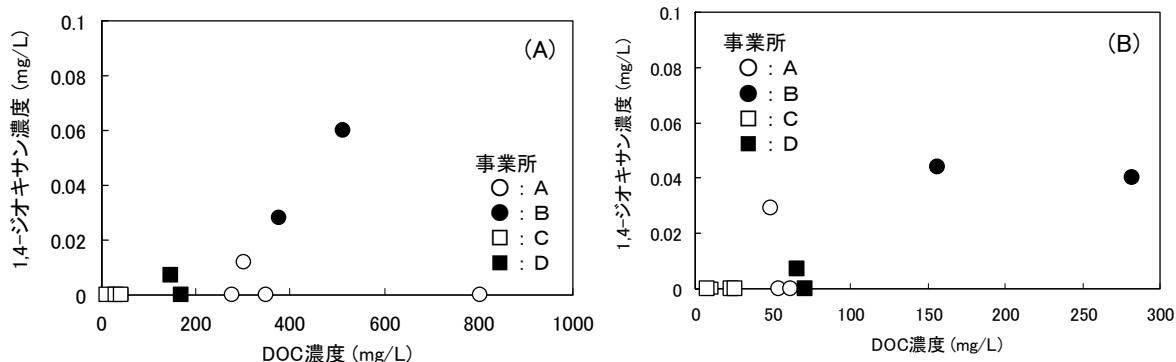 (A)
1,4-ジオキサン濃度 (mg/L)
0.1
0.08
0.06
0.04
0.02
0
0 200 400 600 800 1000
DOC濃度 (mg/L)
事業所
○ : A
● : B
□ : C
■ : D
(B)
1,4-ジオキサン濃度 (mg/L)
0.1
0.08
0.06
0.04
0.02
0
0 50 100 150 200 250 300
DOC濃度 (mg/L)
事業所
○ : A
● : B
□ : C
■ : D